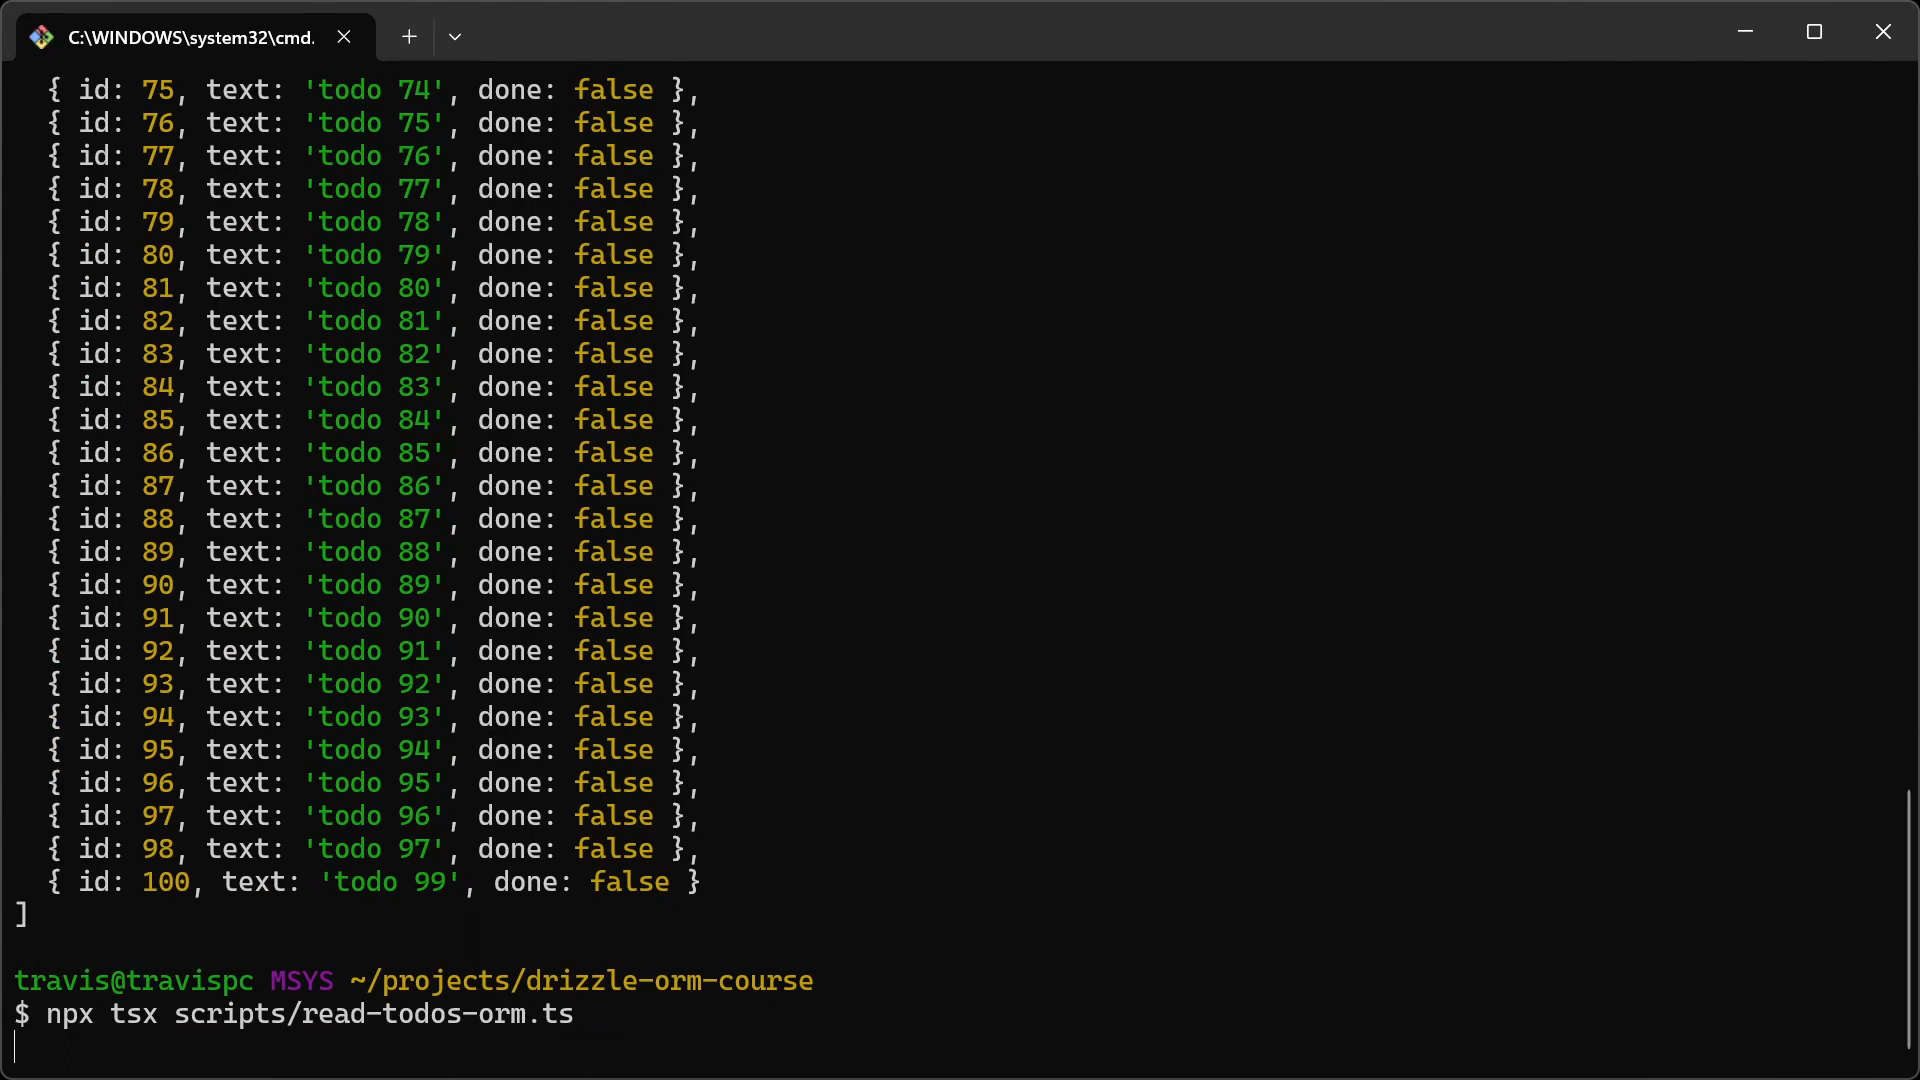 C:\WINDOWS\system32\cmd.
{ id: 75, text: 'todo 74', done: false },
{ id: 76, text: 'todo 75', done: false },
{ id: 77, text: 'todo 76', done: false },
{ id: 78, text: 'todo 77', done: false },
{ id: 79, text: 'todo 78', done: false },
{ id: 80, text: 'todo 79', done: false },
{ id: 81, text: 'todo 80', done: false },
{ id: 82, text: 'todo 81', done: false },
{ id: 83, text: 'todo 82', done: false },
{ id: 84, text: 'todo 83', done: false },
{ id: 85, text: 'todo 84', done: false },
{ id: 86, text: 'todo 85', done: false },
{ id: 87, text: 'todo 86', done: false },
{ id: 88, text: 'todo 87', done: false },
{ id: 89, text: 'todo 88', done: false },
{ id: 90, text: 'todo 89', done: false },
{ id: 91, text: 'todo 90', done: false },
{ id: 92, text: 'todo 91', done: false },
{ id: 93, text: 'todo 92', done: false },
{ id: 94, text: 'todo 93', done: false },
{ id: 95, text: 'todo 94', done: false },
{ id: 96, text: 'todo 95', done: false },
{ id: 97, text: 'todo 96', done: false },
{ id: 98, text: 'todo 97', done: false },
{ id: 100, text: 'todo 99', done: false }
]
travis@travispc MSYS ~/projects/drizzle-orm-course
$ npx tsx scripts/read-todos-orm.ts